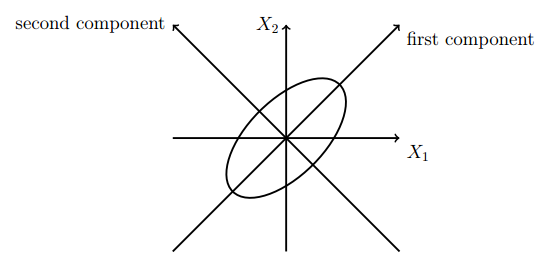 second component
X₂
first component
X₁